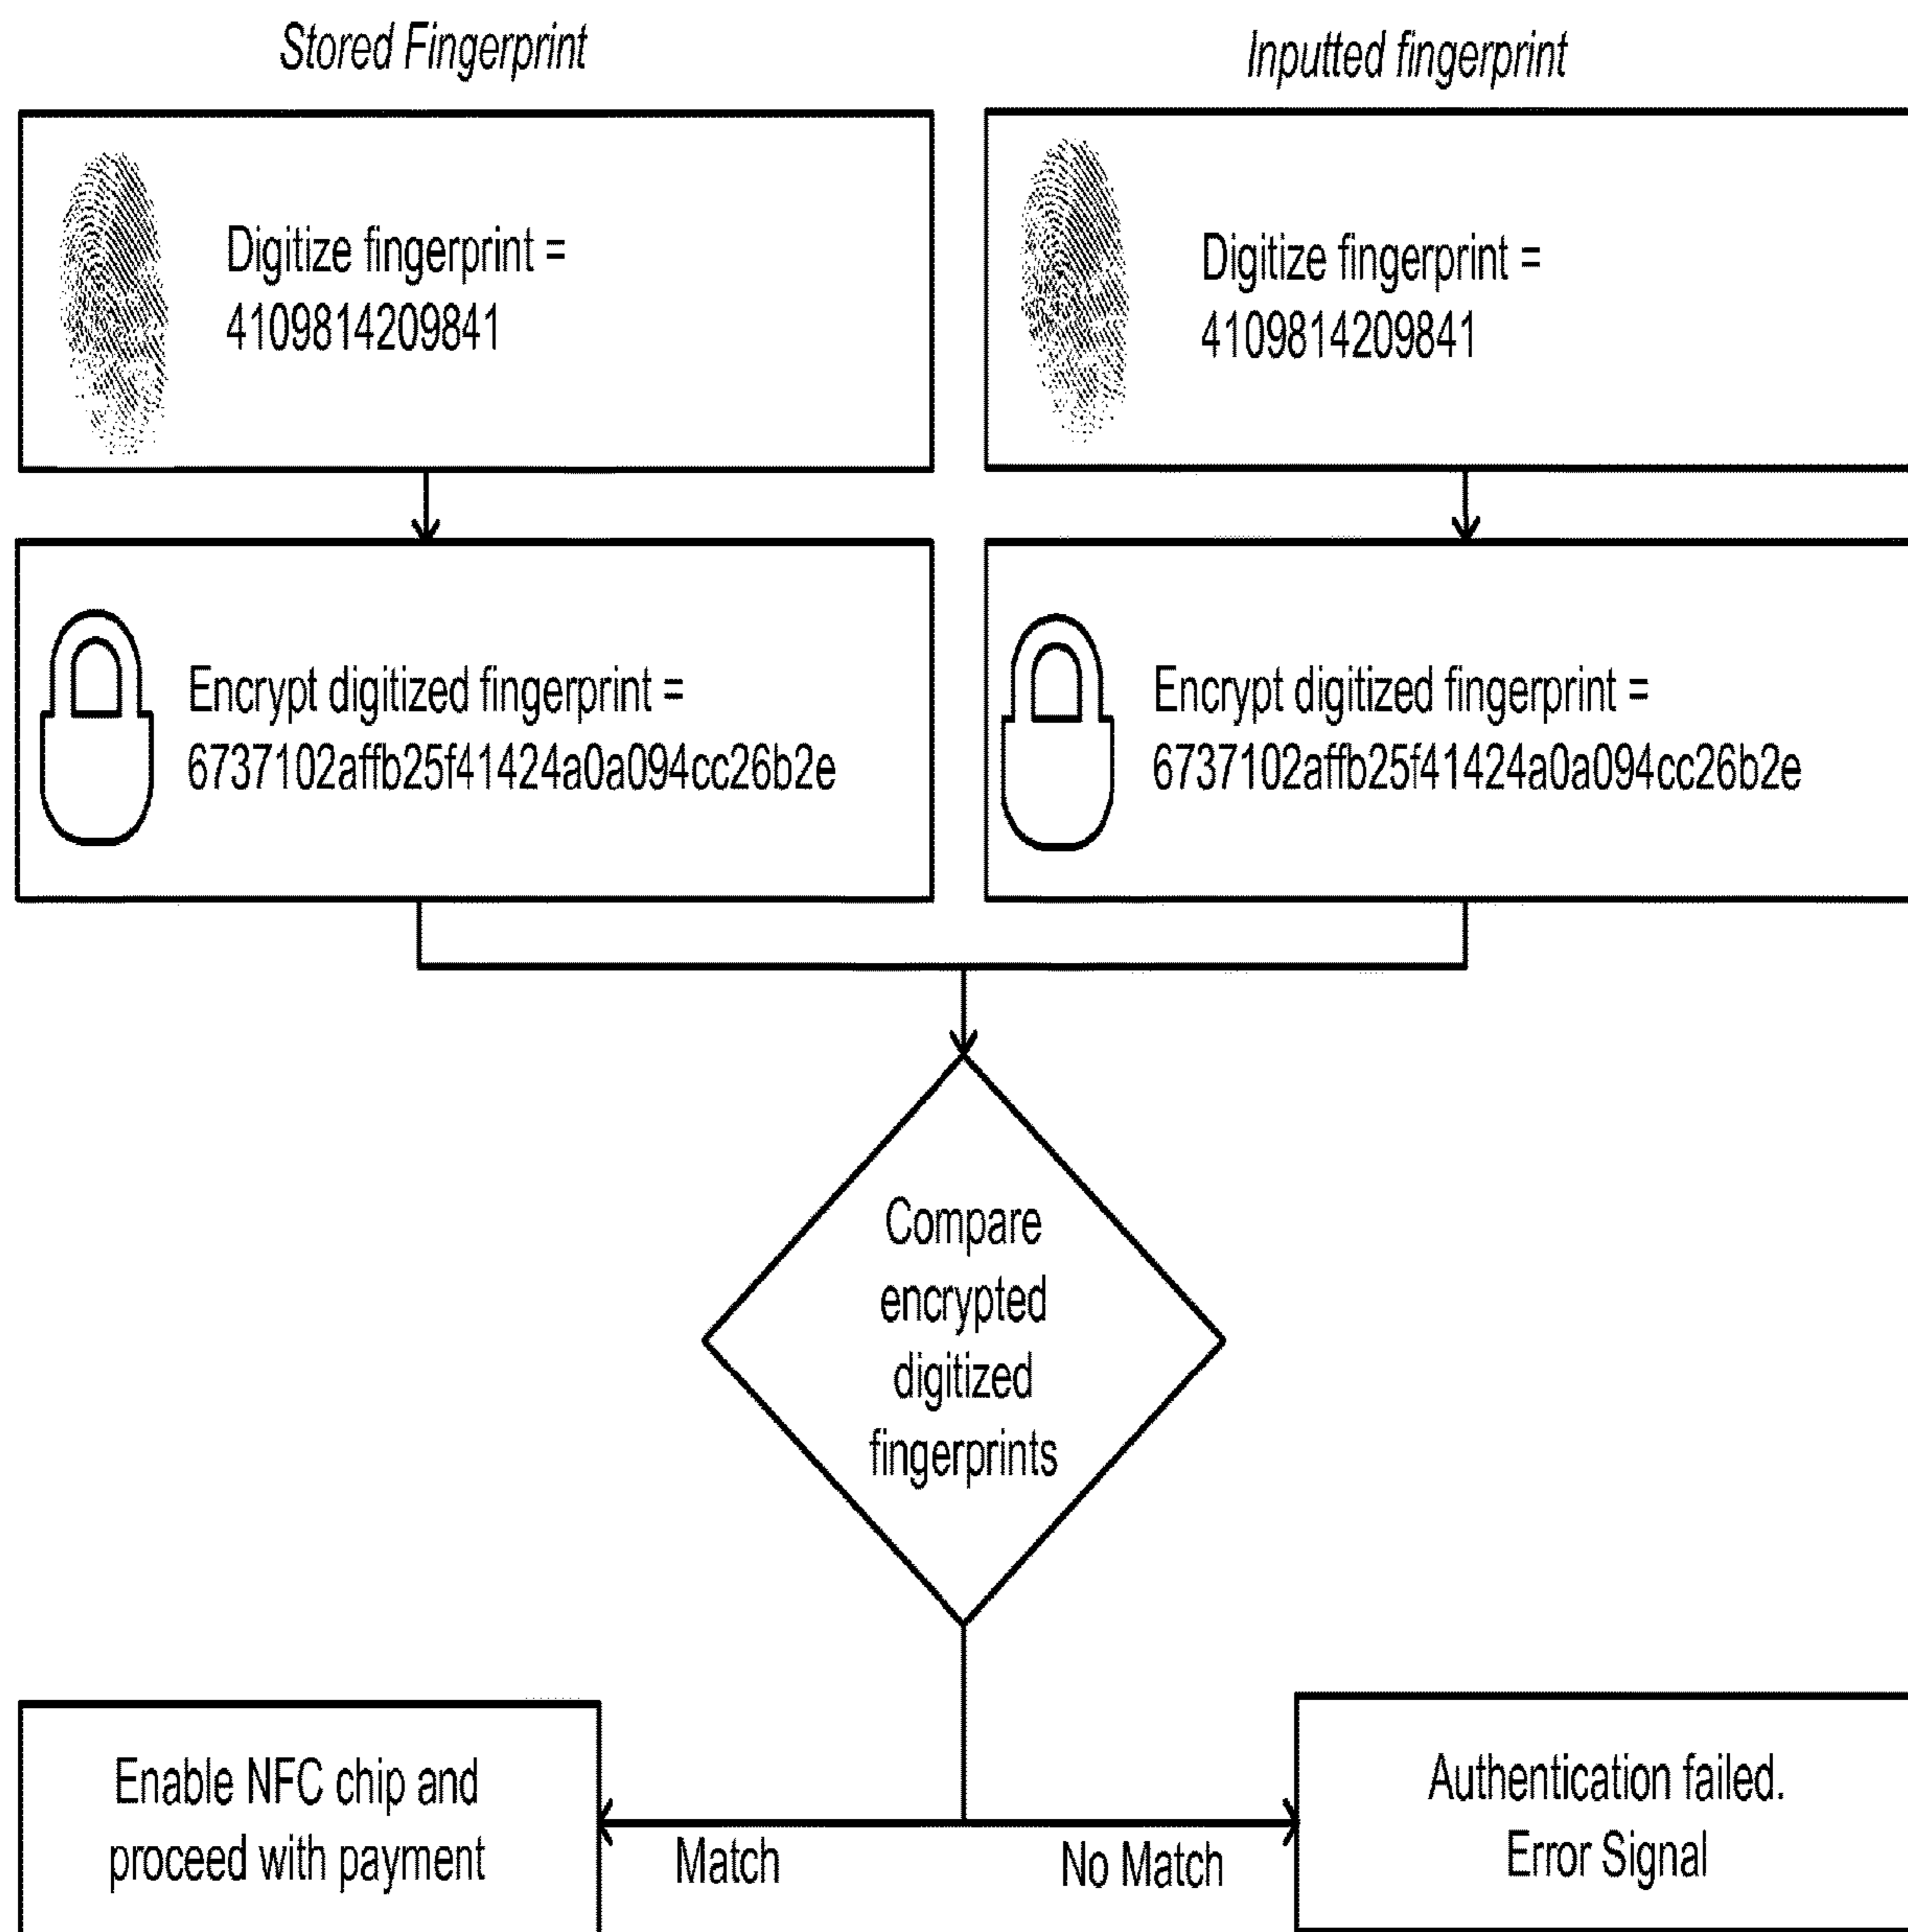 Stored Fingerprint
Inputted fingerprint
Digitize fingerprint =
4109814209841
Digitize fingerprint =
4109814209841
Encrypt digitized fingerprint =
6737102affb25f41424a0a094cc26b2e
Encrypt digitized fingerprint =
6737102affb25f41424a0a094cc26b2e
Compare
encrypted
digitized
fingerprints
Enable NFC chip and
proceed with payment
Match
No Match
Authentication failed.
Error Signal